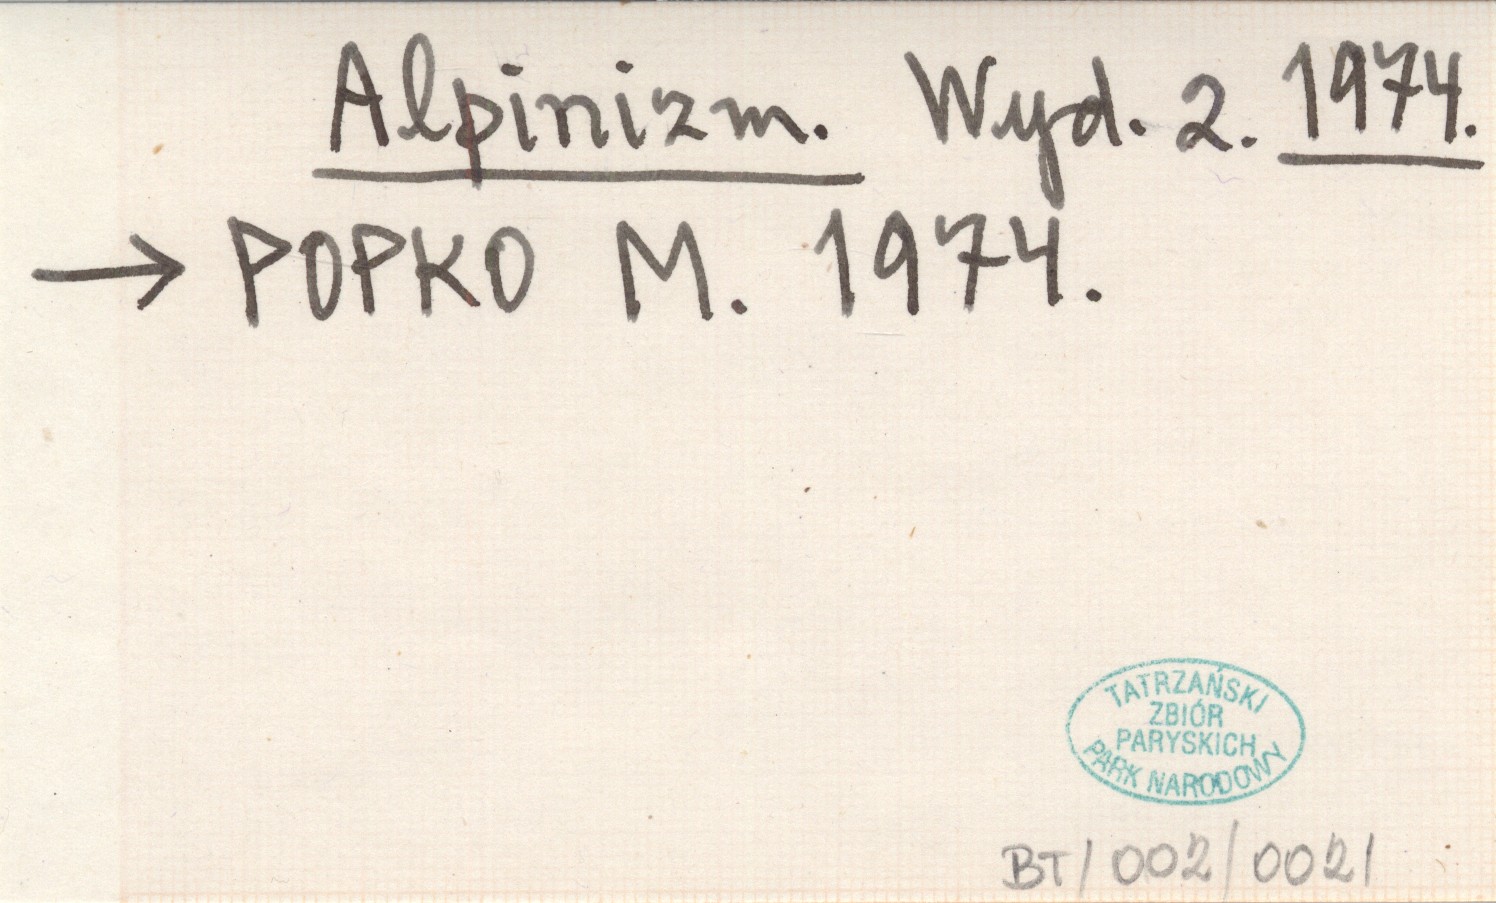 Alpinizm. Wyd. 2. 1974.
→ POPKO M. 1974.
TATRZAŃSKI
ZBIÓR
PARYSKICH
PARK NARODOWY
BT/002/0021